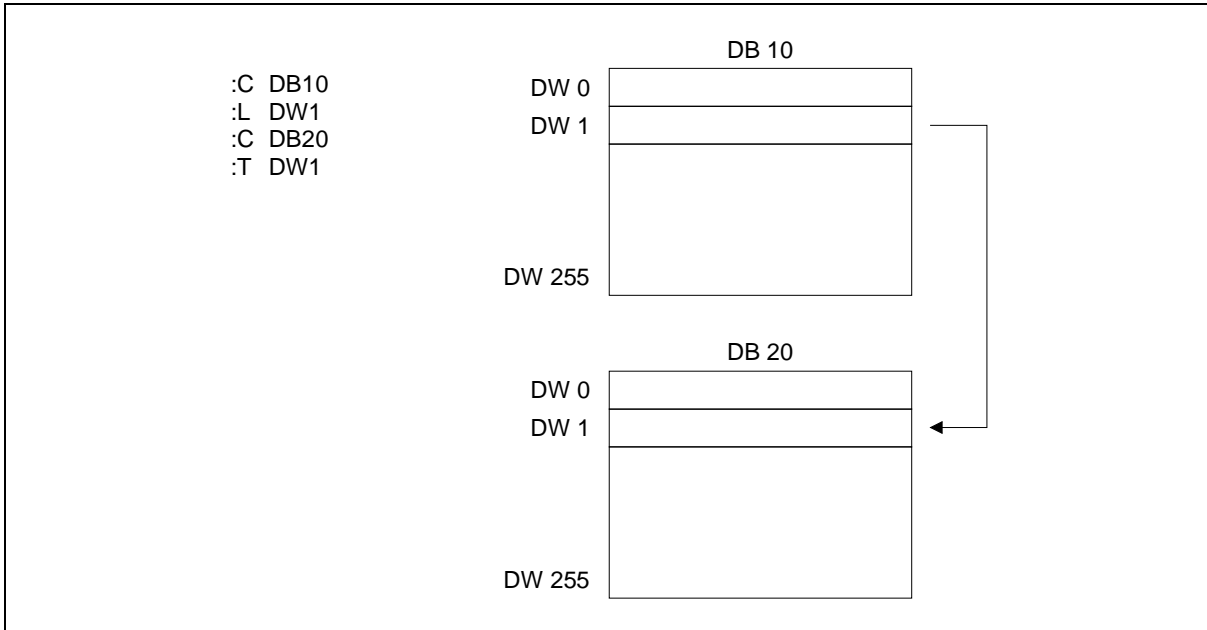 :C DB10
:L DW1
:C DB20
:T DW1
DB 10
DW 0
DW 1
DW 255
DB 20
DW 0
DW 1
DW 255